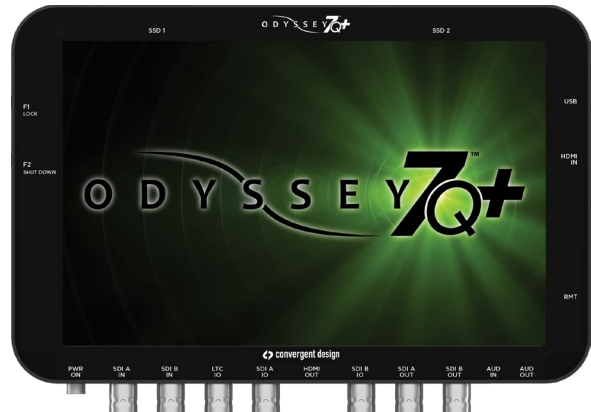 SSD 1
ODYSSEY7Q+
SSD 2
F1
LOCK
F2
SHUT DOWN
USB
HDMI
IN
RMT
ODYSSEY7Q+™
convergent design
PWR
ON
SDI A
IN
SDI B
IN
LTC
IO
SDI A
IO
HDMI
OUT
SDI B
IO
SDI A
OUT
SDI B
OUT
AUD
IN
AUD
OUT